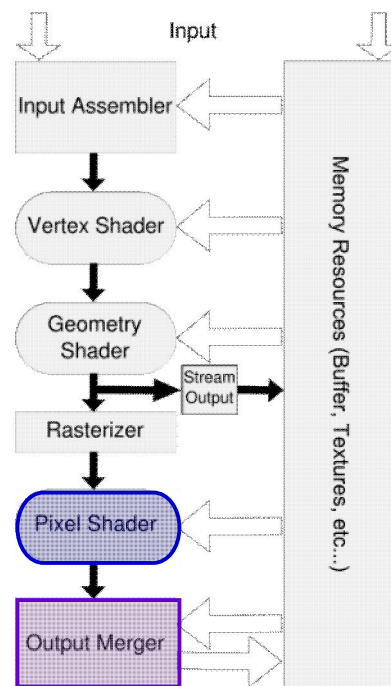 Input
Input Assembler
Vertex Shader
Geometry
Shader
Stream
Output
Rasterizer
Pixel Shader
Output Merger
Memory Resources (Buffer, Textures, etc...)